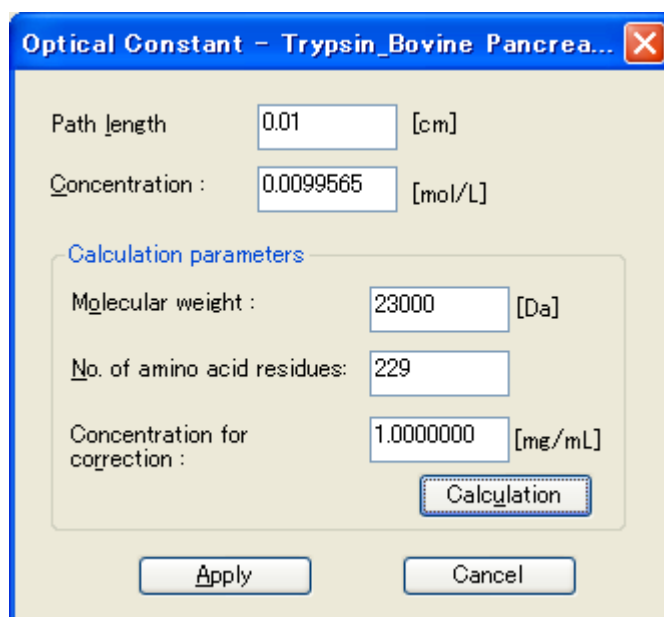 Optical Constant - Trypsin_Bovine Pancrea...
Path length 0.01 [cm]
Concentration : 0.0099565 [mol/L]
Calculation parameters
Molecular weight : 23000 [Da]
No. of amino acid residues: 229
Concentration for
correction : 1.0000000 [mg/mL]
Calculation
Apply Cancel